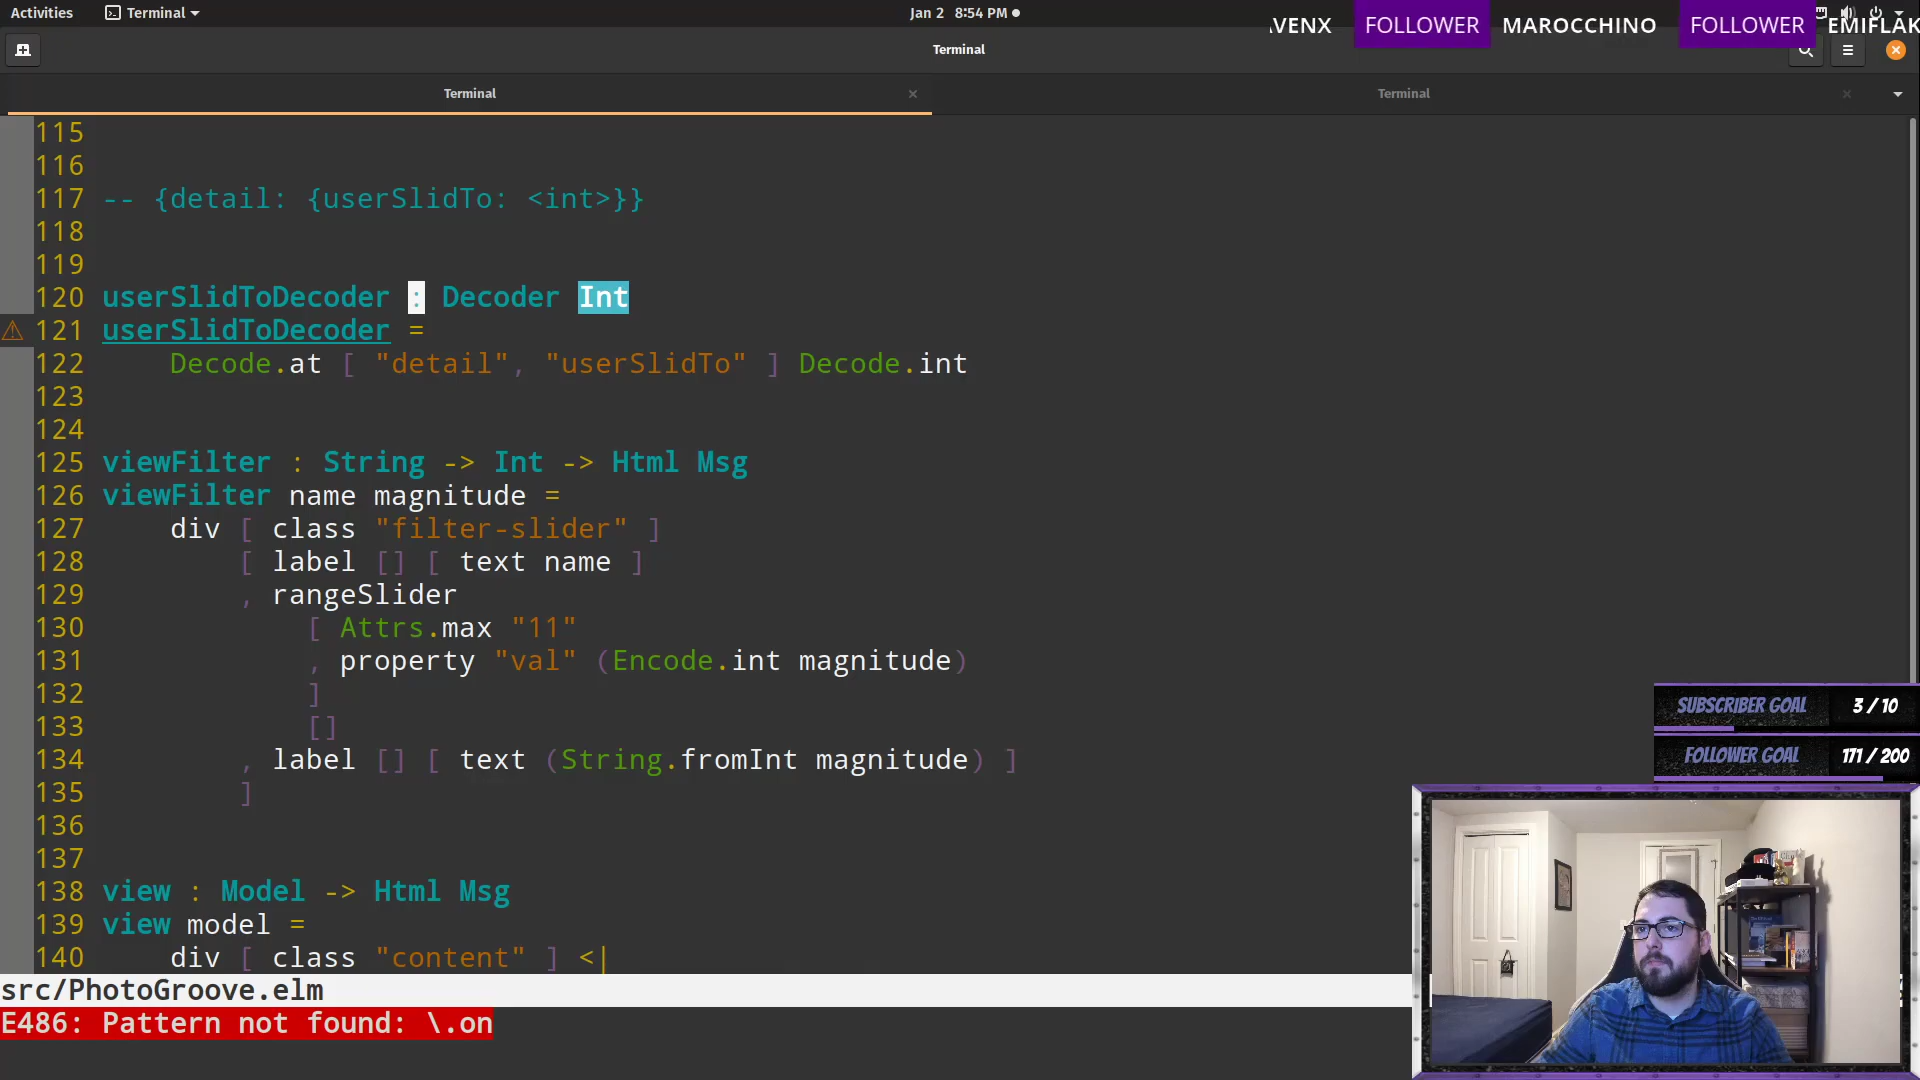 Activities
Terminal
Jan 2 8:54 PM
VENX FOLLOWER MAROCCHINO FOLLOWER EMIFLAK
Terminal
Terminal
Terminal
115
116
117 -- {detail: {userSlidTo: <int>}}
118
119
120 userSlidToDecoder : Decoder Int
121 userSlidToDecoder =
122 Decode.at [ "detail", "userSlidTo" ] Decode.int
123
124
125 viewFilter : String -> Int -> Html Msg
126 viewFilter name magnitude =
127 div [ class "filter-slider" ]
128 [ label [] [ text name ]
129 , rangeSlider
130 [ Attrs.max "11"
131 , property "val" (Encode.int magnitude)
132 ]
133 []
134 , label [] [ text (String.fromInt magnitude) ]
135 ]
136
137
138 view : Model -> Html Msg
139 view model =
140 div [ class "content" ] <|
src/PhotoGroove.elm
E486: Pattern not found: \.on
SUBSCRIBER GOAL 3 / 10
FOLLOWER GOAL 171 / 200